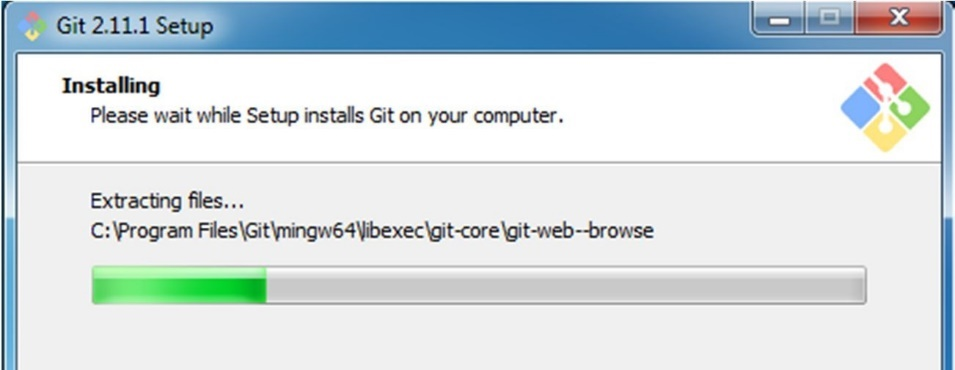 Git 2.11.1 Setup
Installing
Please wait while Setup installs Git on your computer.
Extracting files...
C:\Program Files\Git\mingw64\libexec\git-core\git-web--browse